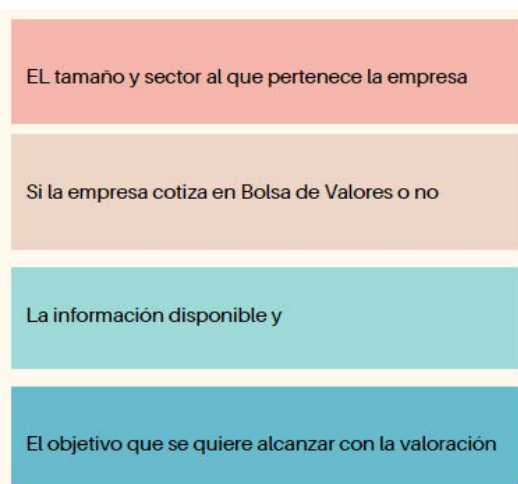 EL tamaño y sector al que pertenece la empresa
Si la empresa cotiza en Bolsa de Valores o no
La información disponible y
El objetivo que se quiere alcanzar con la valoración